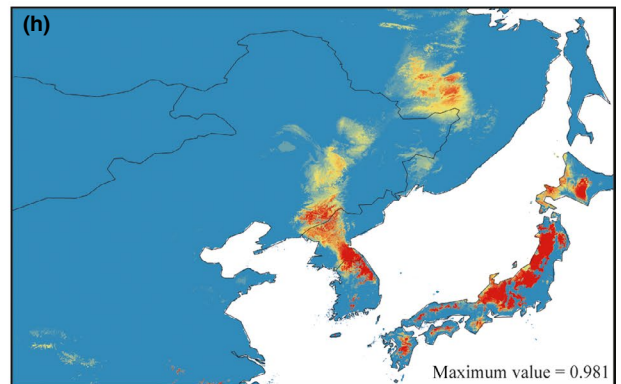 (h)
Maximum value = 0.981